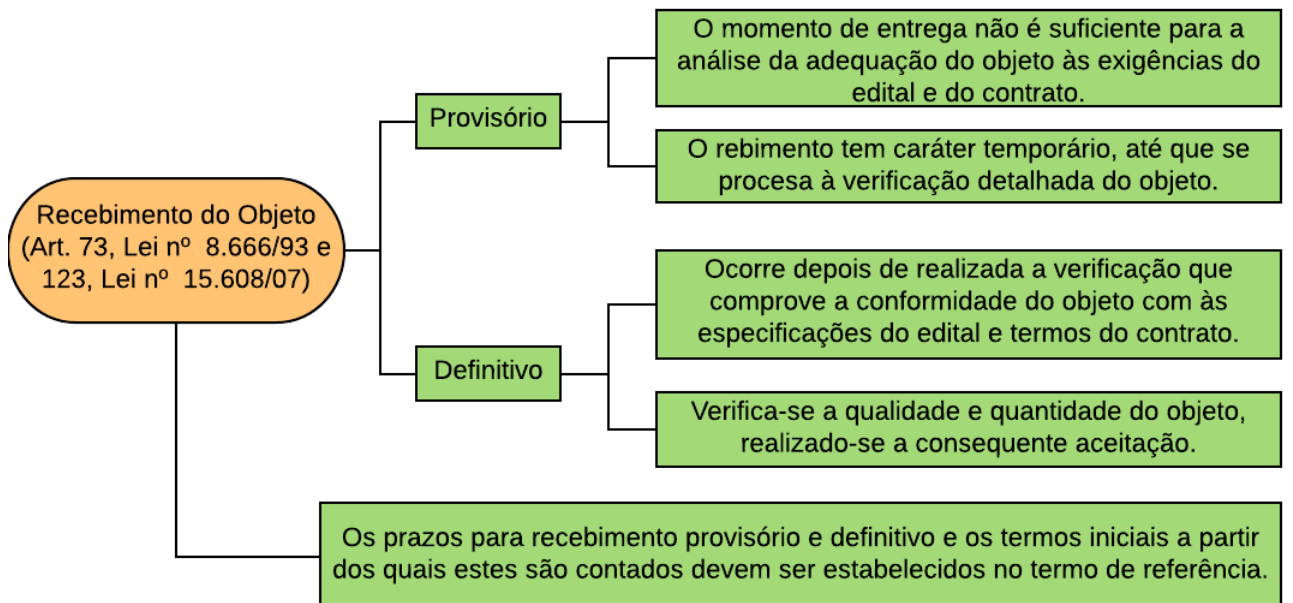 Recebimento do Objeto
(Art. 73, Lei nº 8.666/93 e
123, Lei nº 15.608/07)
Provisório
O momento de entrega não é suficiente para a
análise da adequação do objeto às exigências do
edital e do contrato.
O rebimento tem caráter temporário, até que se
procesa à verificação detalhada do objeto.
Definitivo
Ocorre depois de realizada a verificação que
comprove a conformidade do objeto com às
especificações do edital e termos do contrato.
Verifica-se a qualidade e quantidade do objeto,
realizado-se a consequente aceitação.
Os prazos para recebimento provisório e definitivo e os termos iniciais a partir
dos quais estes são contados devem ser estabelecidos no termo de referência.